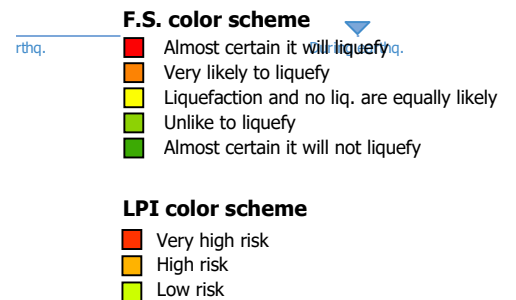 F.S. color scheme
rthq.
Almost certain it will liquefy
During earthq.
Very likely to liquefy
Liquefaction and no liq. are equally likely
Unlike to liquefy
Almost certain it will not liquefy
LPI color scheme
Very high risk
High risk
Low risk